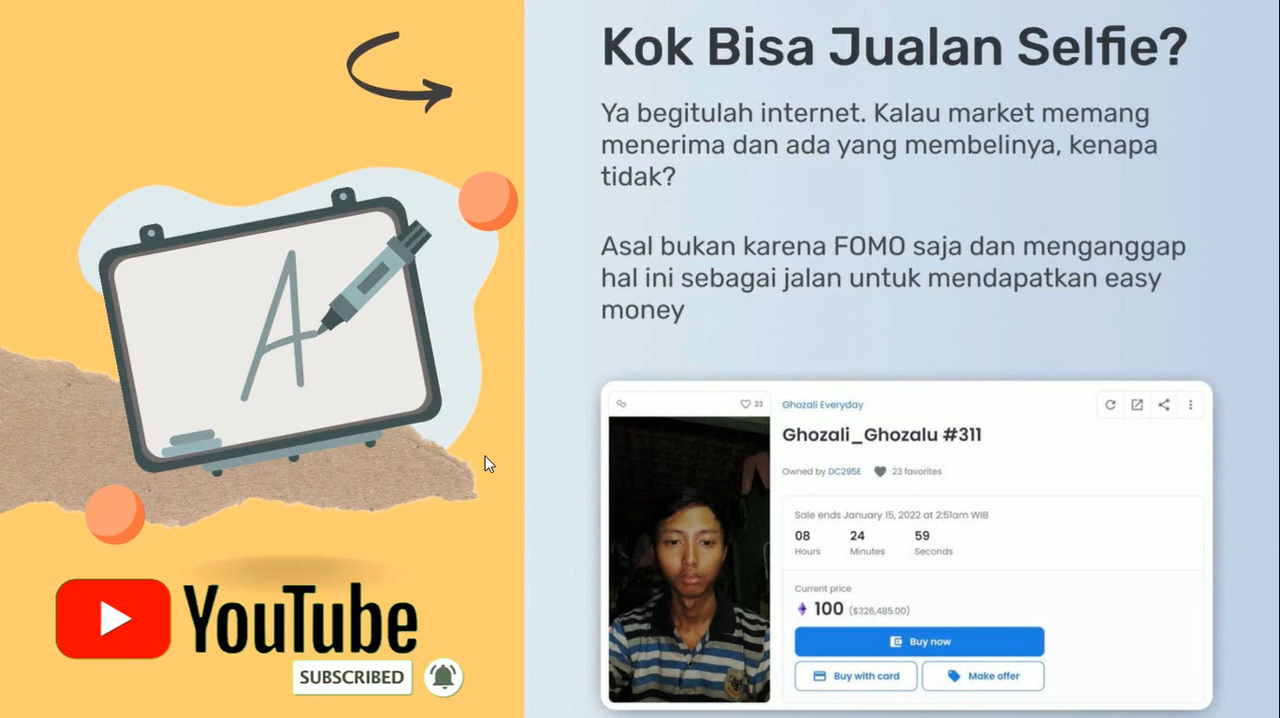 Kok Bisa Jualan Selfie?
Ya begitulah internet. Kalau market memang
menerima dan ada yang membelinya, kenapa
tidak?
Asal bukan karena FOMO saja dan menganggap
hal ini sebagai jalan untuk mendapatkan easy
money
A
23
Ghozali Everyday
Ghozali_Ghozalu #311
Owned by DC295E 23 favorites
Sale ends January 15, 2022 at 2:51am WIB
08 24 59
Hours Minutes Seconds
Current price
100 ($326,485.00)
Buy now
Buy with card Make offer
YouTube
SUBSCRIBED